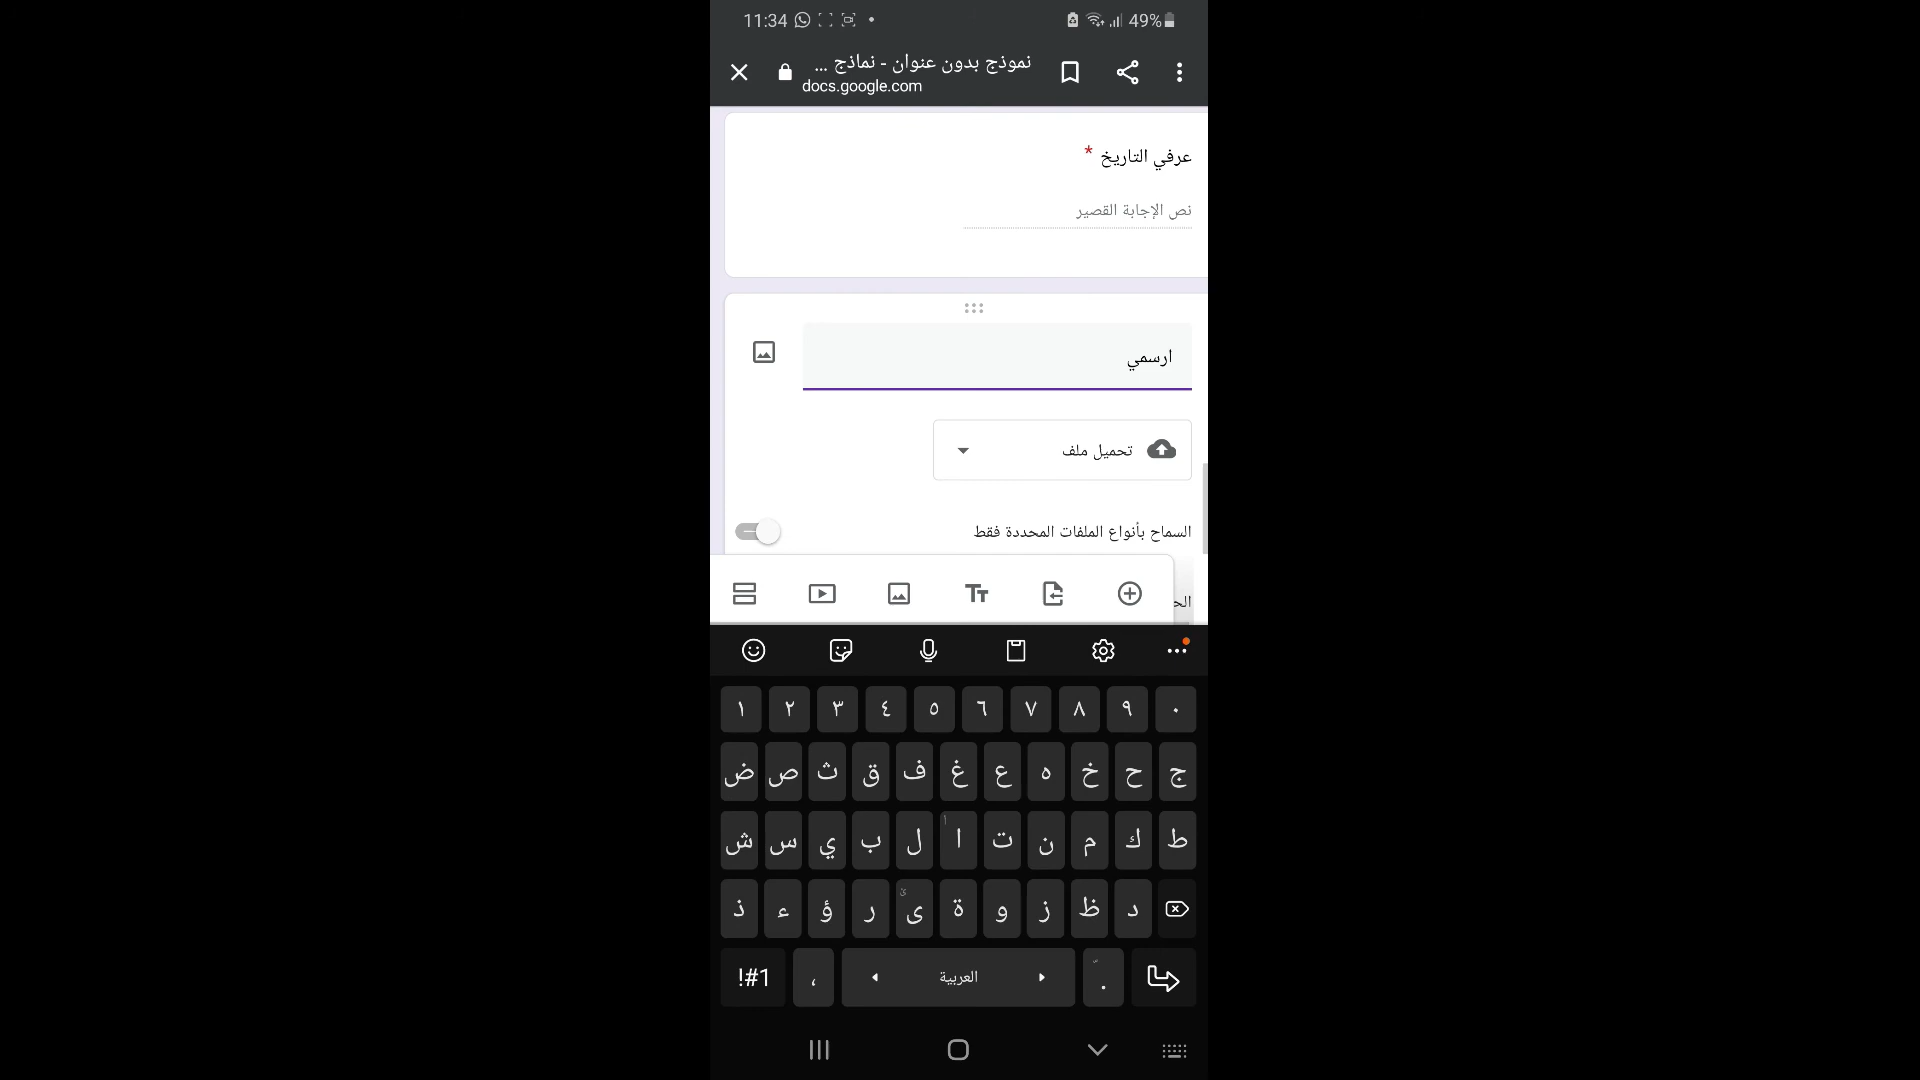 11:34
49%
نموذج بدون عنوان - نماذج ...
docs.google.com
عرفي التاريخ *
نص الإجابة القصير
ارسمي
تحميل ملف
السماح بأنواع الملفات المحددة فقط
الح
١ ٢ ٣ ٤ ٥ ٦ ٧ ٨ ٩ ٠
ض ص ث ق ف غ ع ه خ ح ج
ش س ي ب ل ا أ ت ن م ك ط
ذ ء ؤ ر ى ئ ة و ز ظ د
!#1 ، العربية .